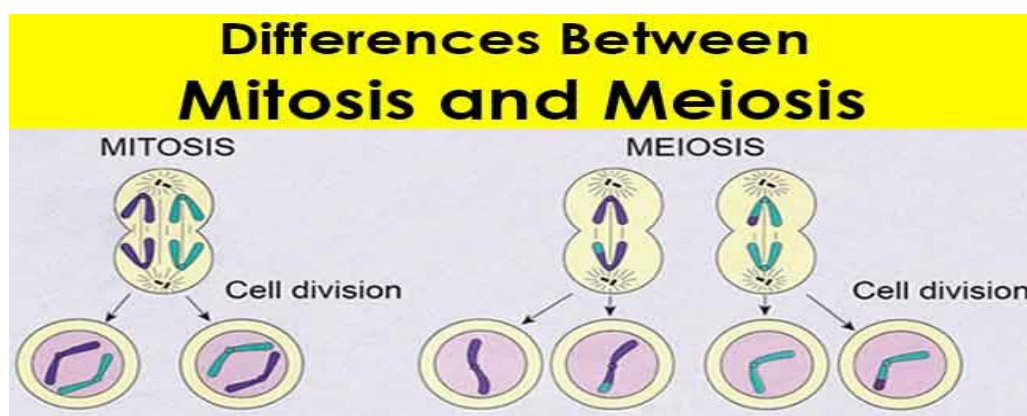 Differences Between
Mitosis and Meiosis
MITOSIS
MEIOSIS
Cell division
Cell division